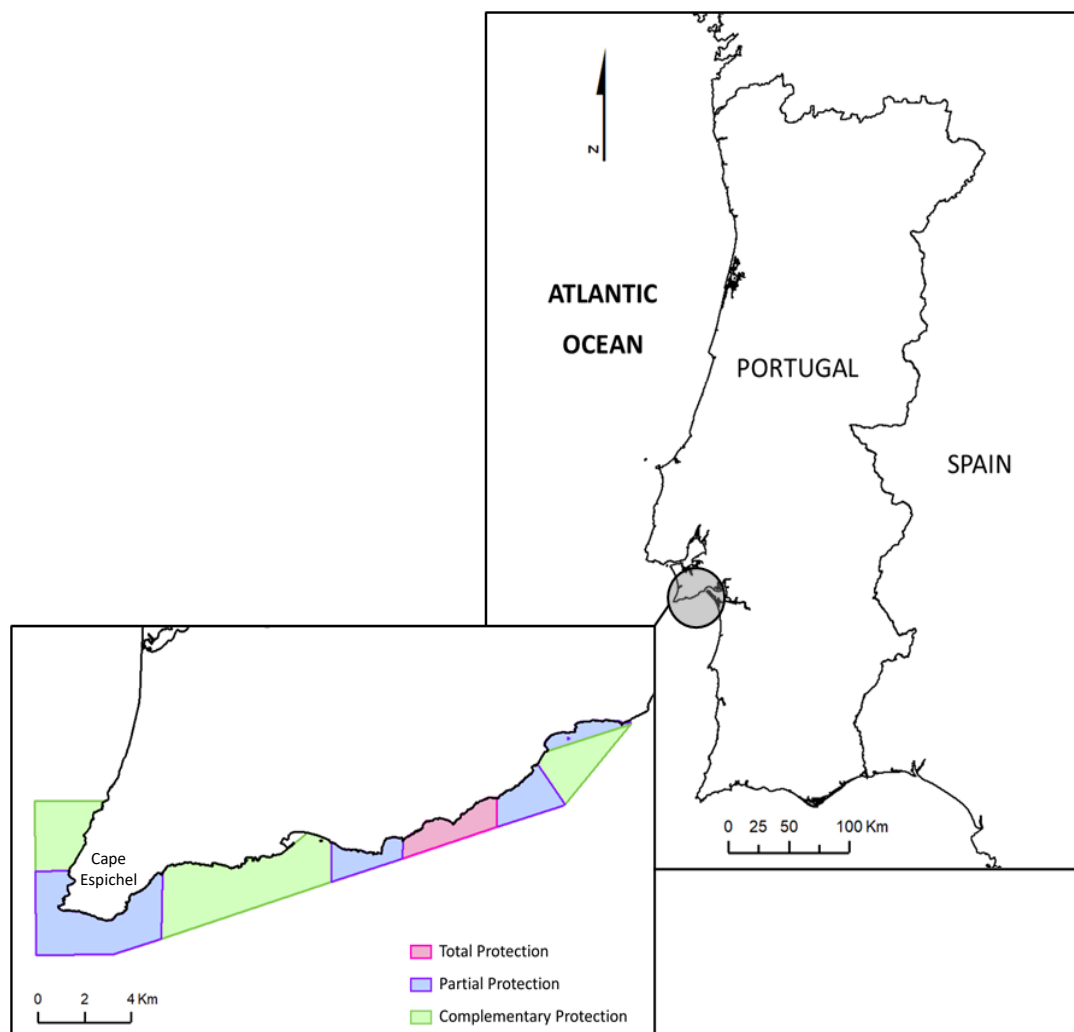 N
ATLANTIC
OCEAN
PORTUGAL
SPAIN
0 25 50 100 Km
Cape
Espichel
Total Protection
Partial Protection
Complementary Protection
0 2 4 Km